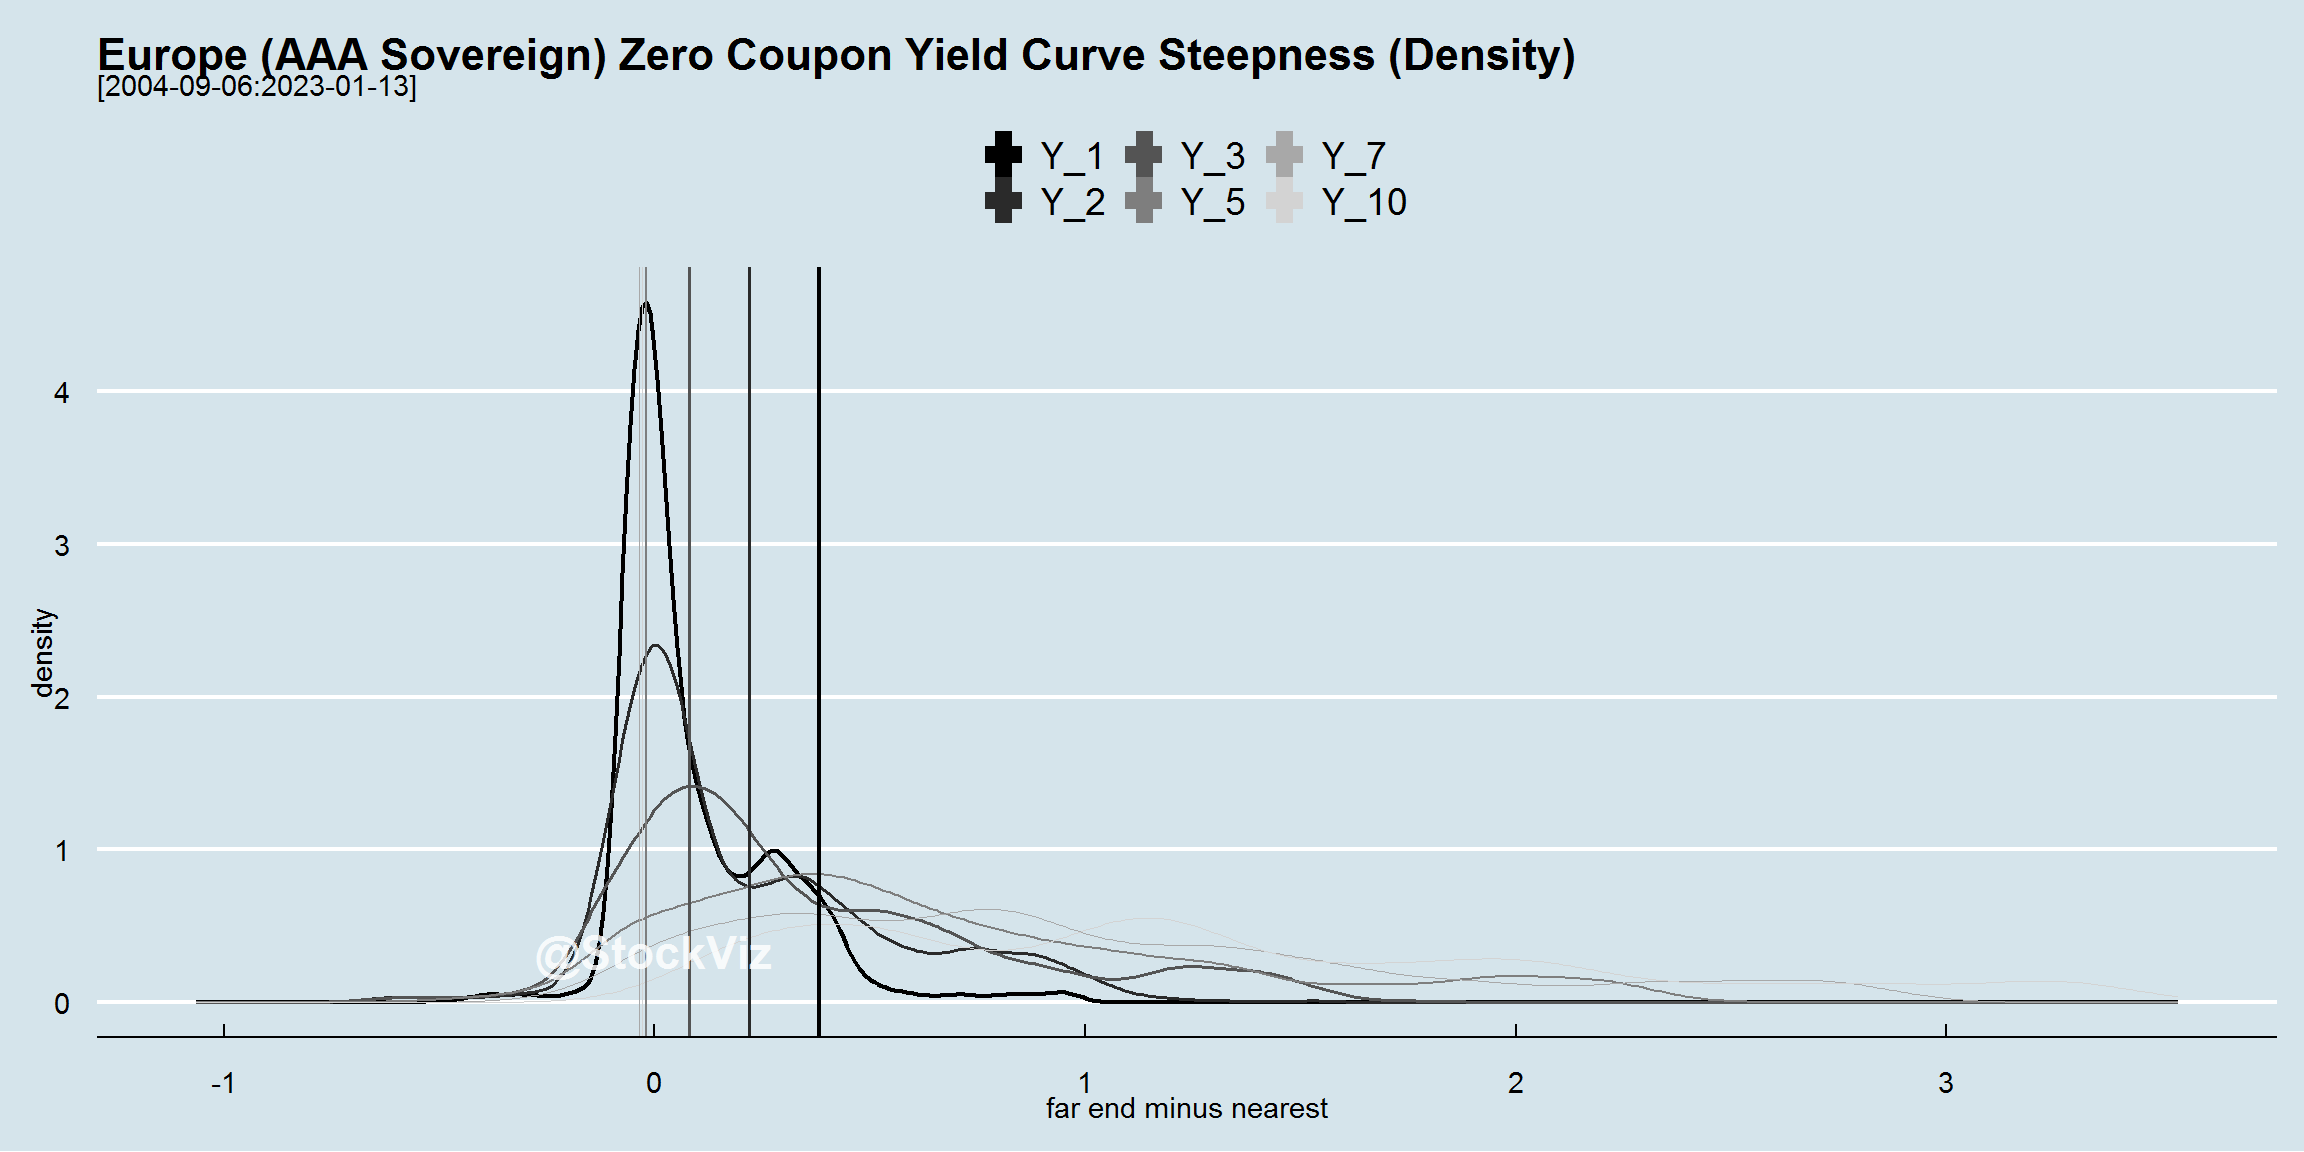 Europe (AAA Sovereign) Zero Coupon Yield Curve Steepness (Density)
[2004-09-06:2023-01-13]
Y_1 Y_3 Y_7
Y_2 Y_5 Y_10
4
3
2
1
0
density
@StockViz
-1 0 1 2 3
far end minus nearest